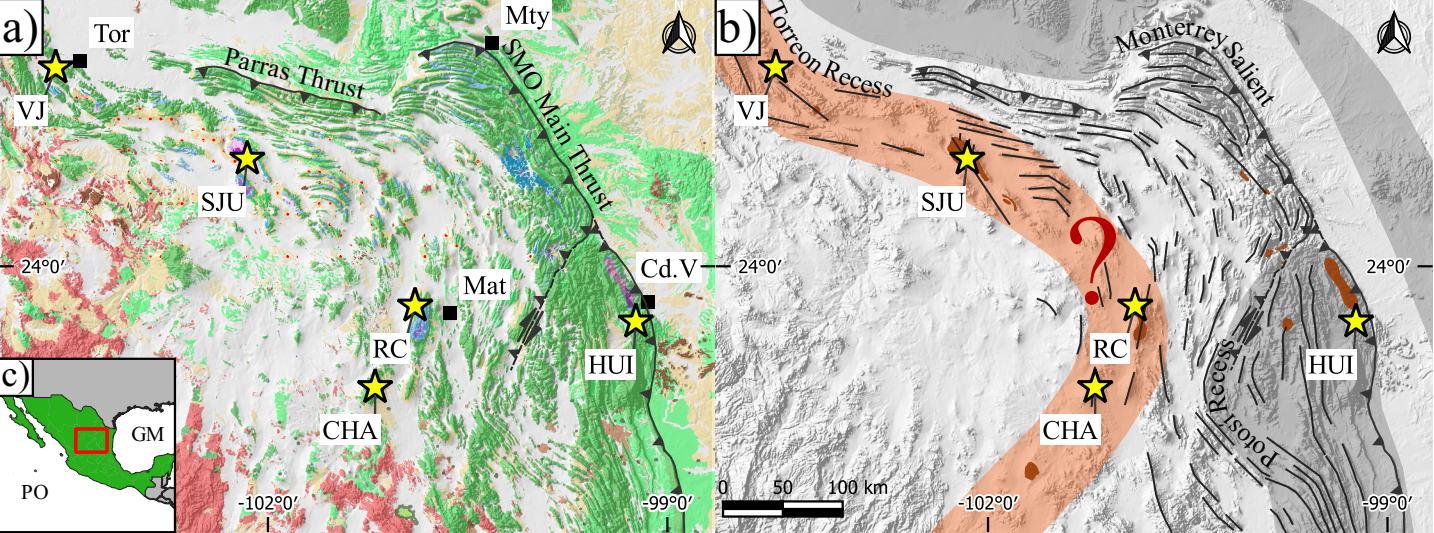 a)
Tor
Mty
Parras Thrust
SMO Main Thrust
VJ
SJU
24°0′
Mat
Cd.V
RC
HUI
CHA
c)
GM
PO
-102°0′
-99°0′
b)
Torreon Recess
Monterrey Salient
VJ
SJU
?
24°0′
24°0′
RC
HUI
Potosi Recess
CHA
0 50 100 km
-102°0′
-99°0′